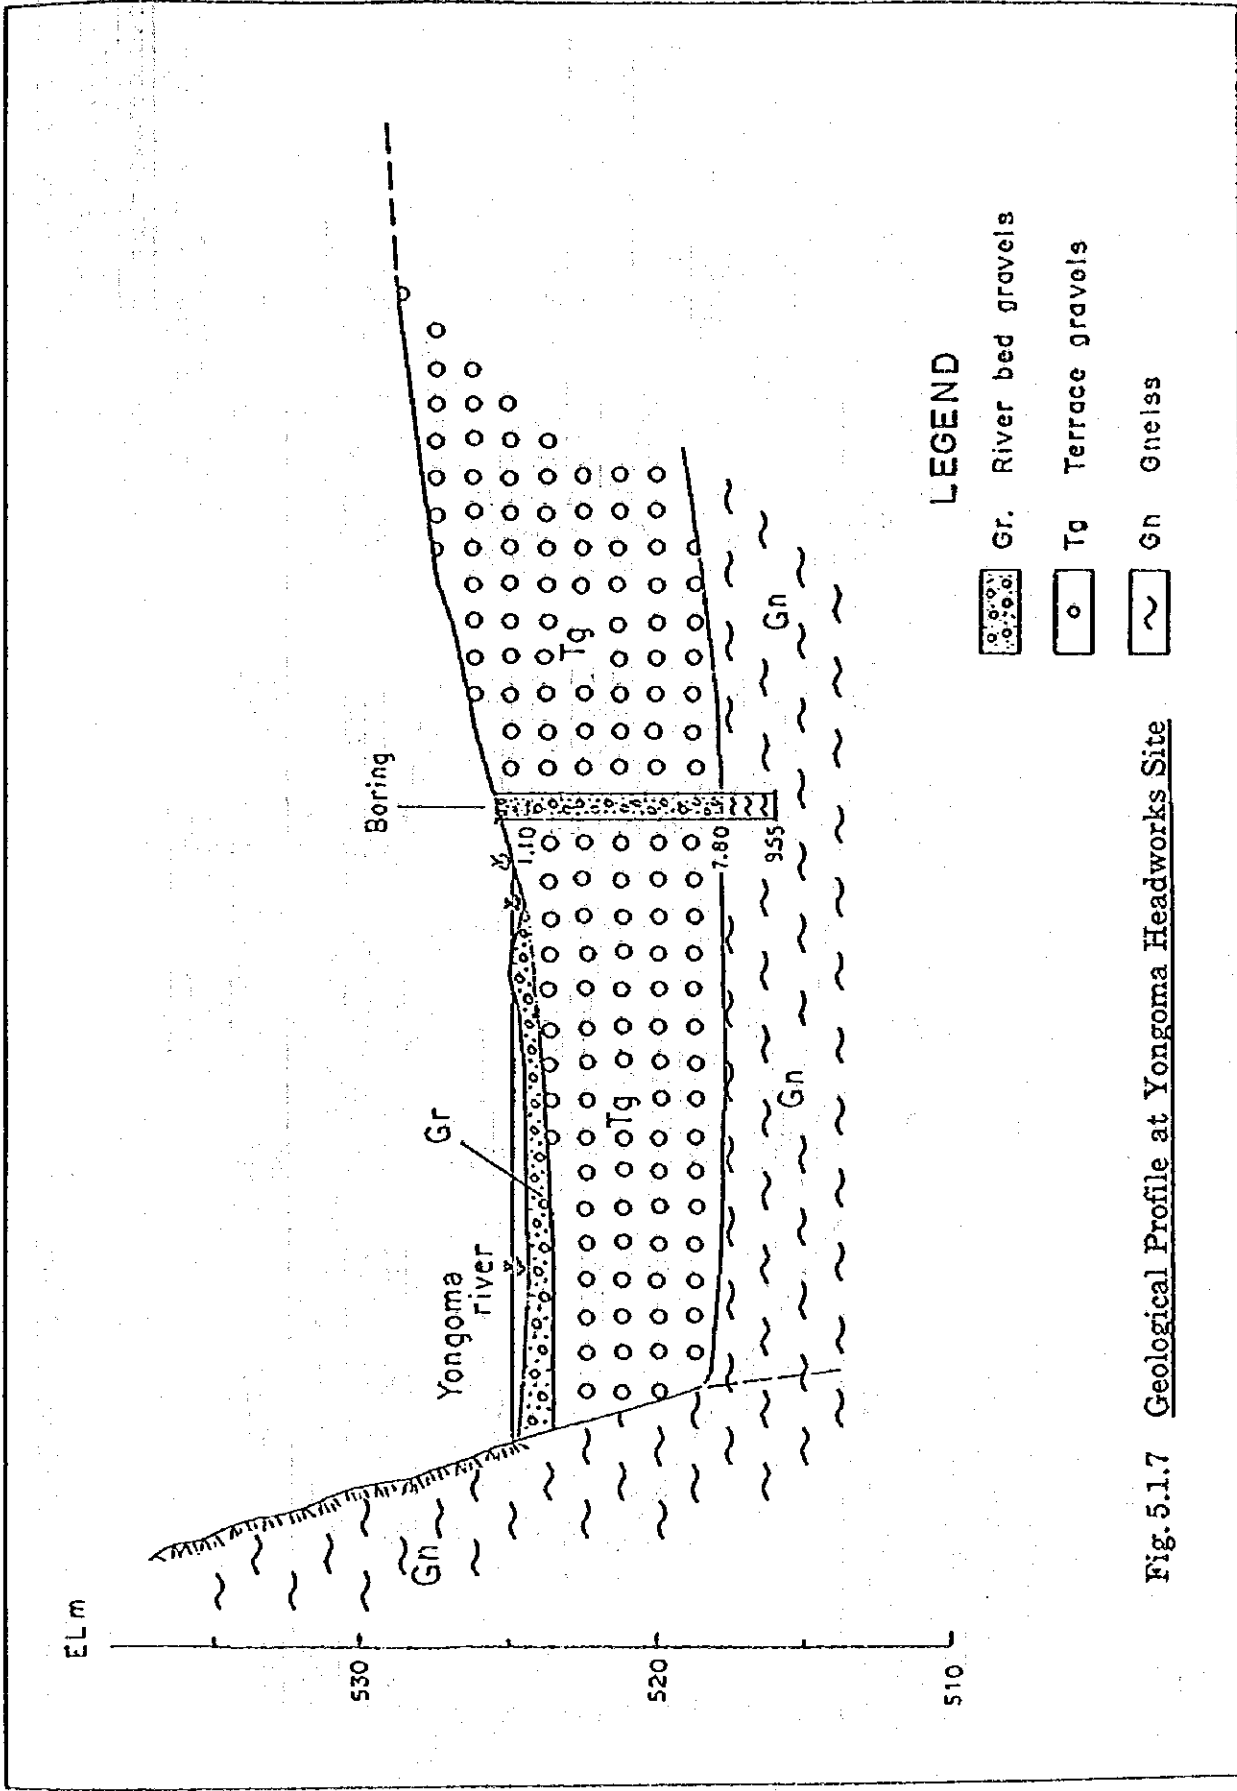 EL m
530
520
510
Gn
Yongoma
river
Gr
Boring
1.10
7.80
9.55
Tg
Tg
Gn
Gn
LEGEND
Gr. River bed gravels
Tg Terrace gravels
Gn Gneiss
Fig. 5.1.7 Geological Profile at Yongoma Headworks Site